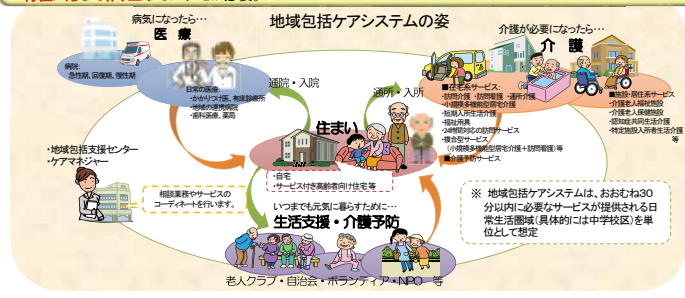 地域包括ケアシステムの姿
病気になったら…
医 療
病院:
急性期、回復期、慢性期
日常の医療:
・かかりつけ医、有床診療所
・地域の連携病院
・歯科医療、薬局
通院・入院
通所・入所
介護が必要になったら…
介 護
■在宅系サービス:
・訪問介護 ・訪問看護 ・通所介護
・小規模多機能型居宅介護
・短期入所生活介護
・福祉用具
・24時間対応の訪問サービス
・複合型サービス
(小規模多機能型居宅介護+訪問看護)等
■介護予防サービス
■施設・居住系サービス
・介護老人福祉施設
・介護老人保健施設
・認知症共同生活介護
・特定施設入所者生活介護
等
住まい
・自宅
・サービス付き高齢者向け住宅 等
・地域包括支援センター
・ケアマネジャー
相談業務やサービスの
コーディネートを行います。
いつまでも元気に暮らすために…
生活支援・介護予防
老人クラブ・自治会・ボランティア・NPO 等
※ 地域包括ケアシステムは、おおむね30
分以内に必要なサービスが提供される日
常生活圏域(具体的には中学校区)を単
位として想定